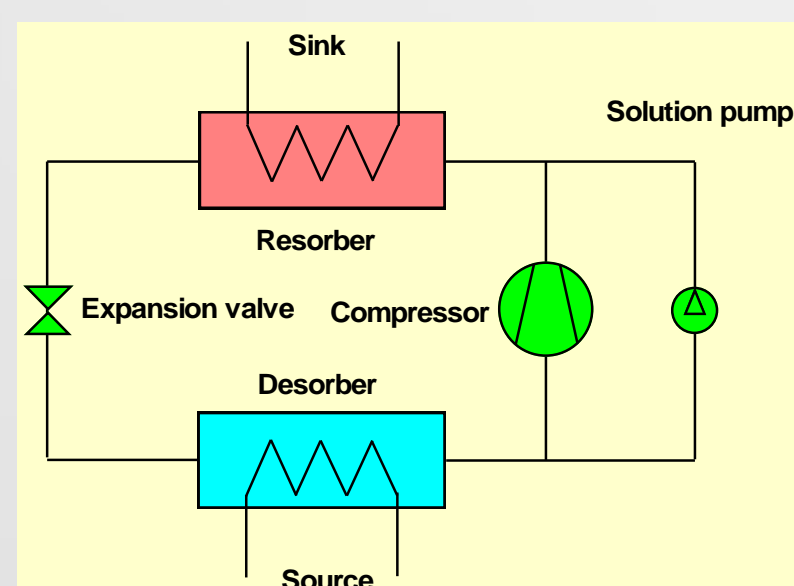 Sink
Solution pump
Resorber
Expansion valve
Compressor
Desorber
Source